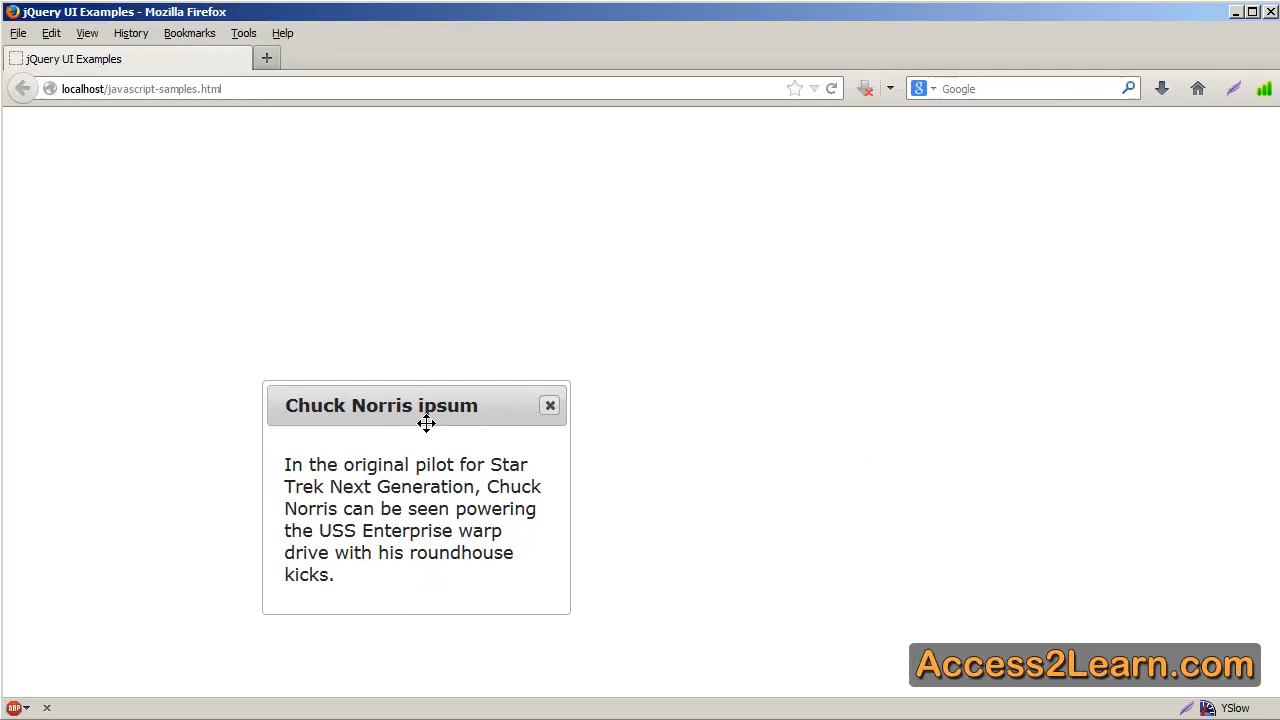 jQuery UI Examples - Mozilla Firefox
File Edit View History Bookmarks Tools Help
jQuery UI Examples
localhost/javascript-samples.html
Google
Chuck Norris ipsum
In the original pilot for Star
Trek Next Generation, Chuck
Norris can be seen powering
the USS Enterprise warp
drive with his roundhouse
kicks.
Access2Learn.com
ABP
YSlow